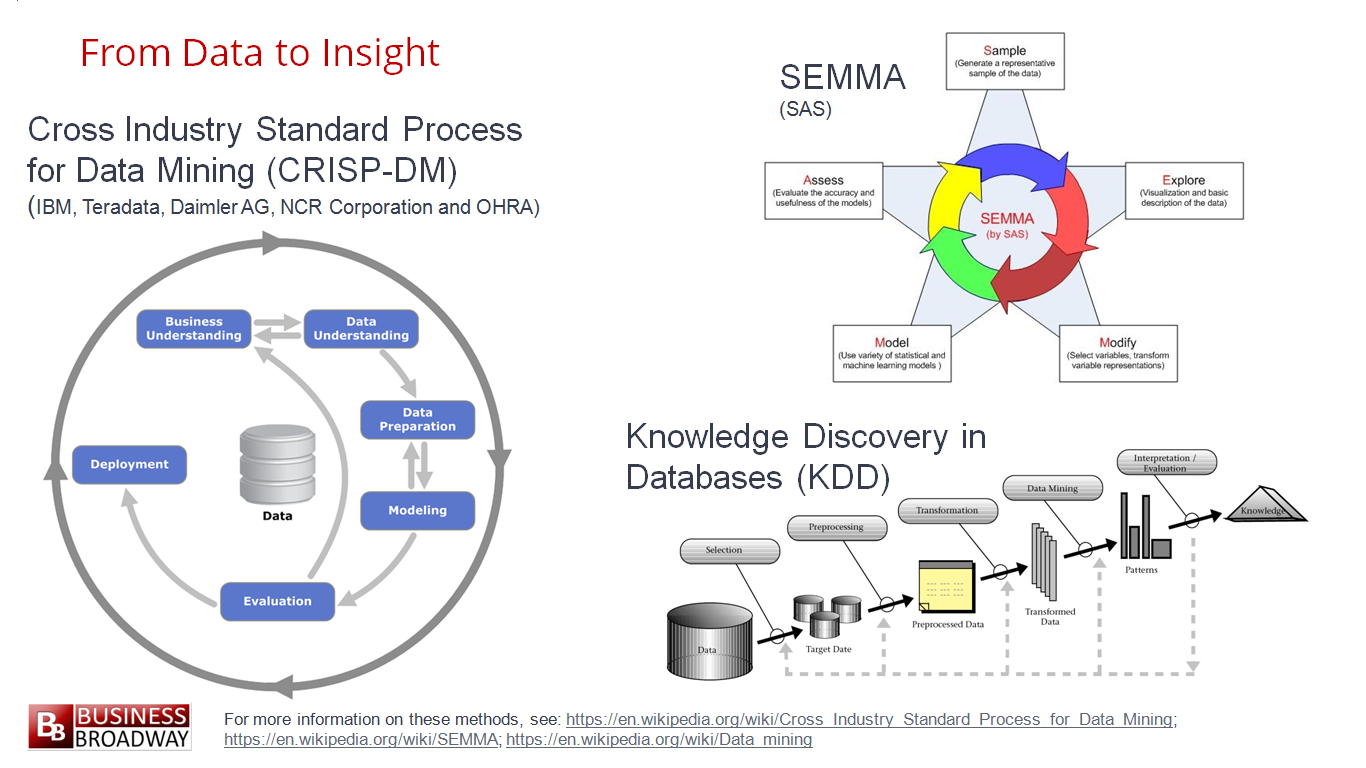 From Data to Insight
Cross Industry Standard Process
for Data Mining (CRISP-DM)
(IBM, Teradata, Daimler AG, NCR Corporation and OHRA)
Business
Understanding
Data
Understanding
Data
Preparation
Modeling
Evaluation
Deployment
Data
SEMMA
(SAS)
Sample
(Generate a representative
sample of the data)
Explore
(Visualization and basic
description of the data)
Modify
(Select variables, transform
variable representations)
Model
(Use variety of statistical and
machine learning models )
Assess
(Evaluate the accuracy and
usefulness of the models)
SEMMA
(by SAS)
Knowledge Discovery in
Databases (KDD)
Selection
Preprocessing
Transformation
Data Mining
Interpretation /
Evaluation
Data
Target Date
Preprocessed Data
Transformed
Data
Patterns
Knowledge
BB BUSINESS
BROADWAY
For more information on these methods, see: https://en.wikipedia.org/wiki/Cross_Industry_Standard_Process_for_Data_Mining;
https://en.wikipedia.org/wiki/SEMMA; https://en.wikipedia.org/wiki/Data_mining